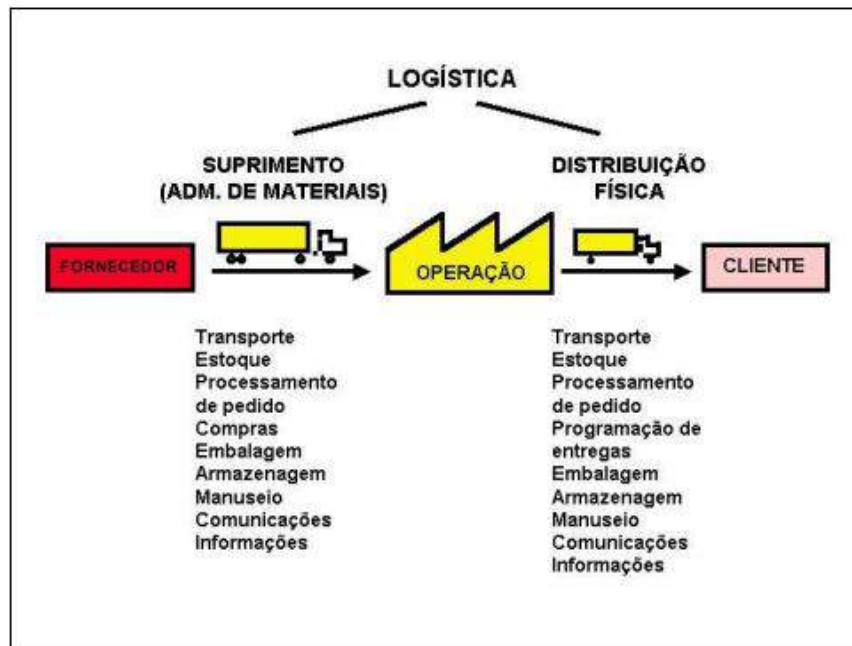 LOGÍSTICA
SUPRIMENTO
(ADM. DE MATERIAIS)
DISTRIBUIÇÃO
FÍSICA
FORNECEDOR
OPERAÇÃO
CLIENTE
Transporte
Estoque
Processamento
de pedido
Compras
Embalagem
Armazenagem
Manuseio
Comunicações
Informações
Transporte
Estoque
Processamento
de pedido
Programação de
entregas
Embalagem
Armazenagem
Manuseio
Comunicações
Informações